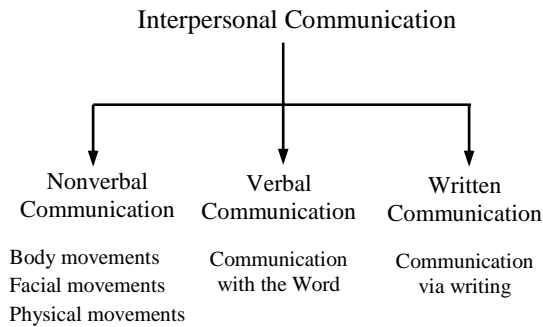 Interpersonal Communication
Nonverbal
Communication
Body movements
Facial movements
Physical movements
Verbal
Communication
Communication
with the Word
Written
Communication
Communication
via writing